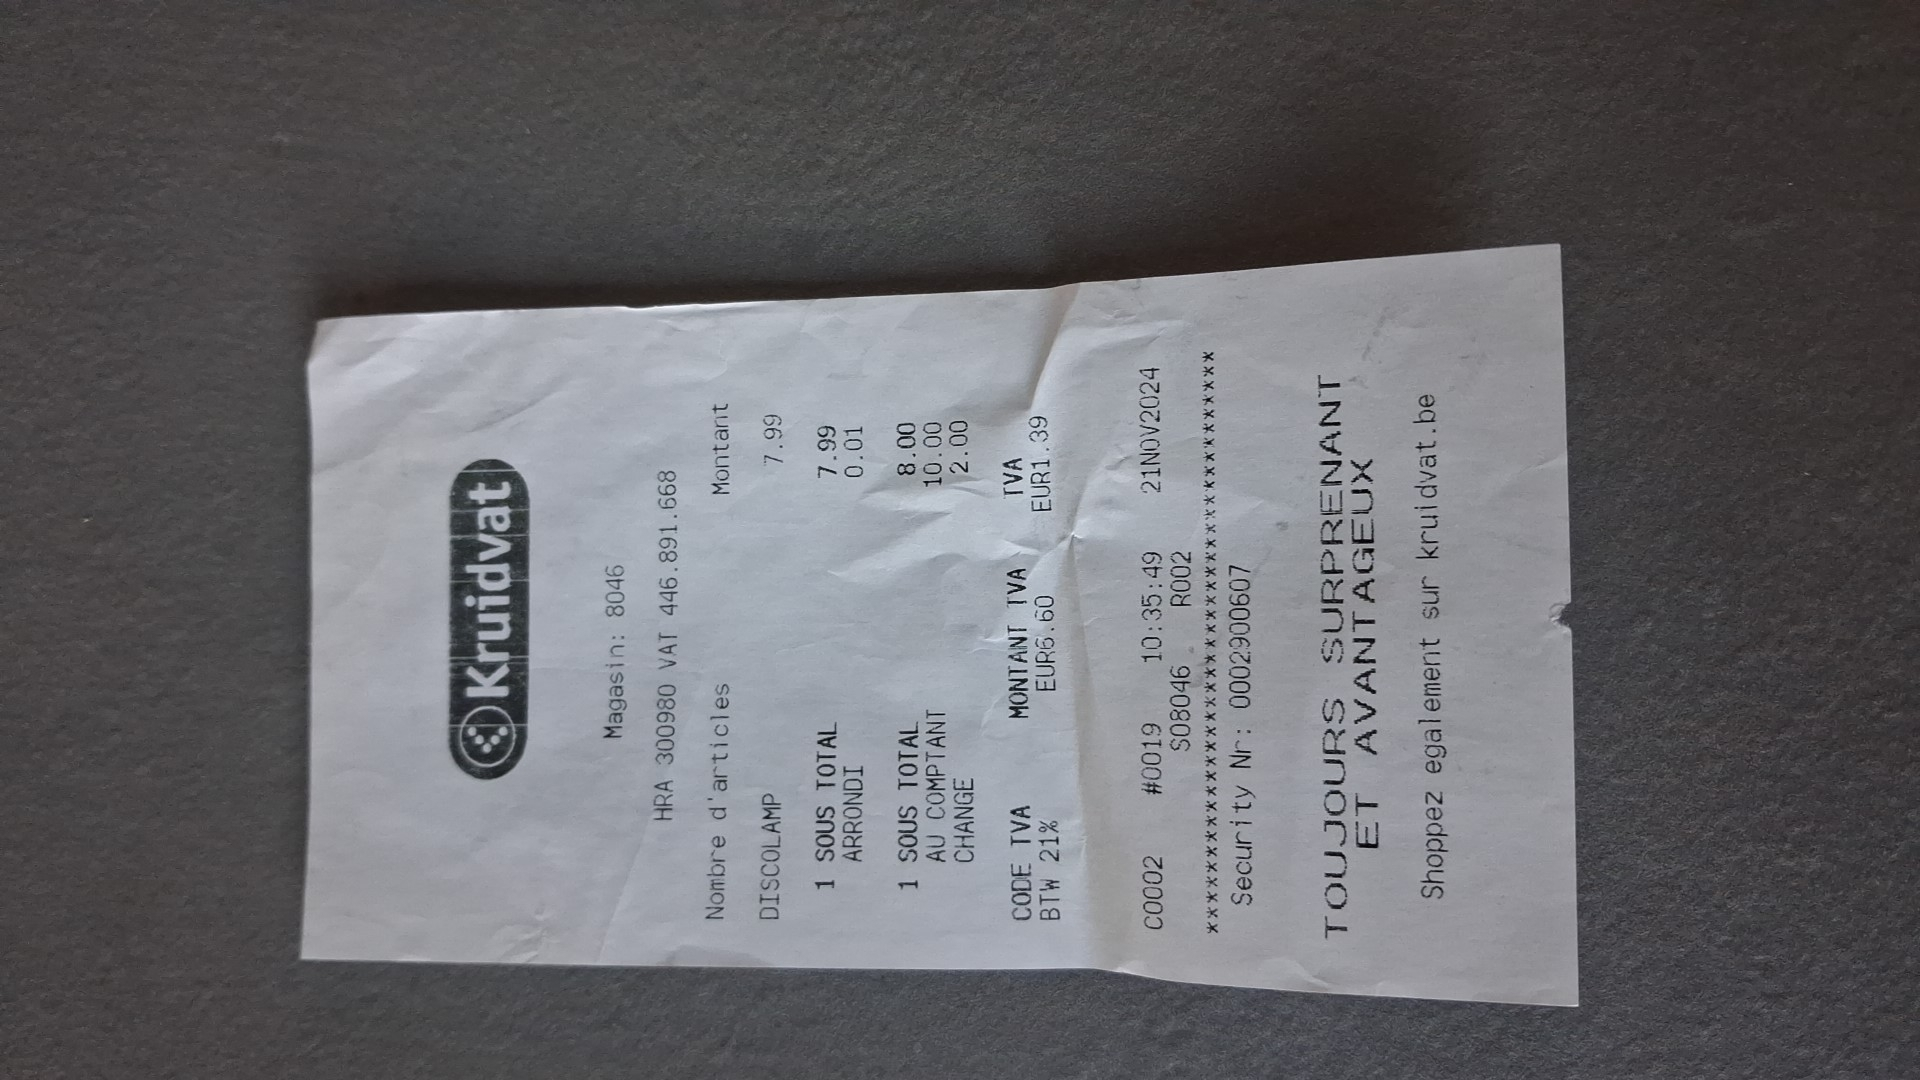 Kruidvat
Magasin: 8046
HRA 300980 VAT 446.891.668
Nombre d'articles Montant
DISCOLAMP 7.99
1 SOUS TOTAL 7.99
ARRONDI 0.01
1 SOUS TOTAL 8.00
AU COMPTANT 10.00
CHANGE 2.00
CODE TVA MONTANT TVA TVA
BTW 21% EUR6.60 EUR1.39
C0002 #0019 10:35:49 21NOV2024
S08046 R002
******************************************
Security Nr: 0002900607
TOUJOURS SURPRENANT
ET AVANTAGEUX
Shoppez egalement sur kruidvat.be